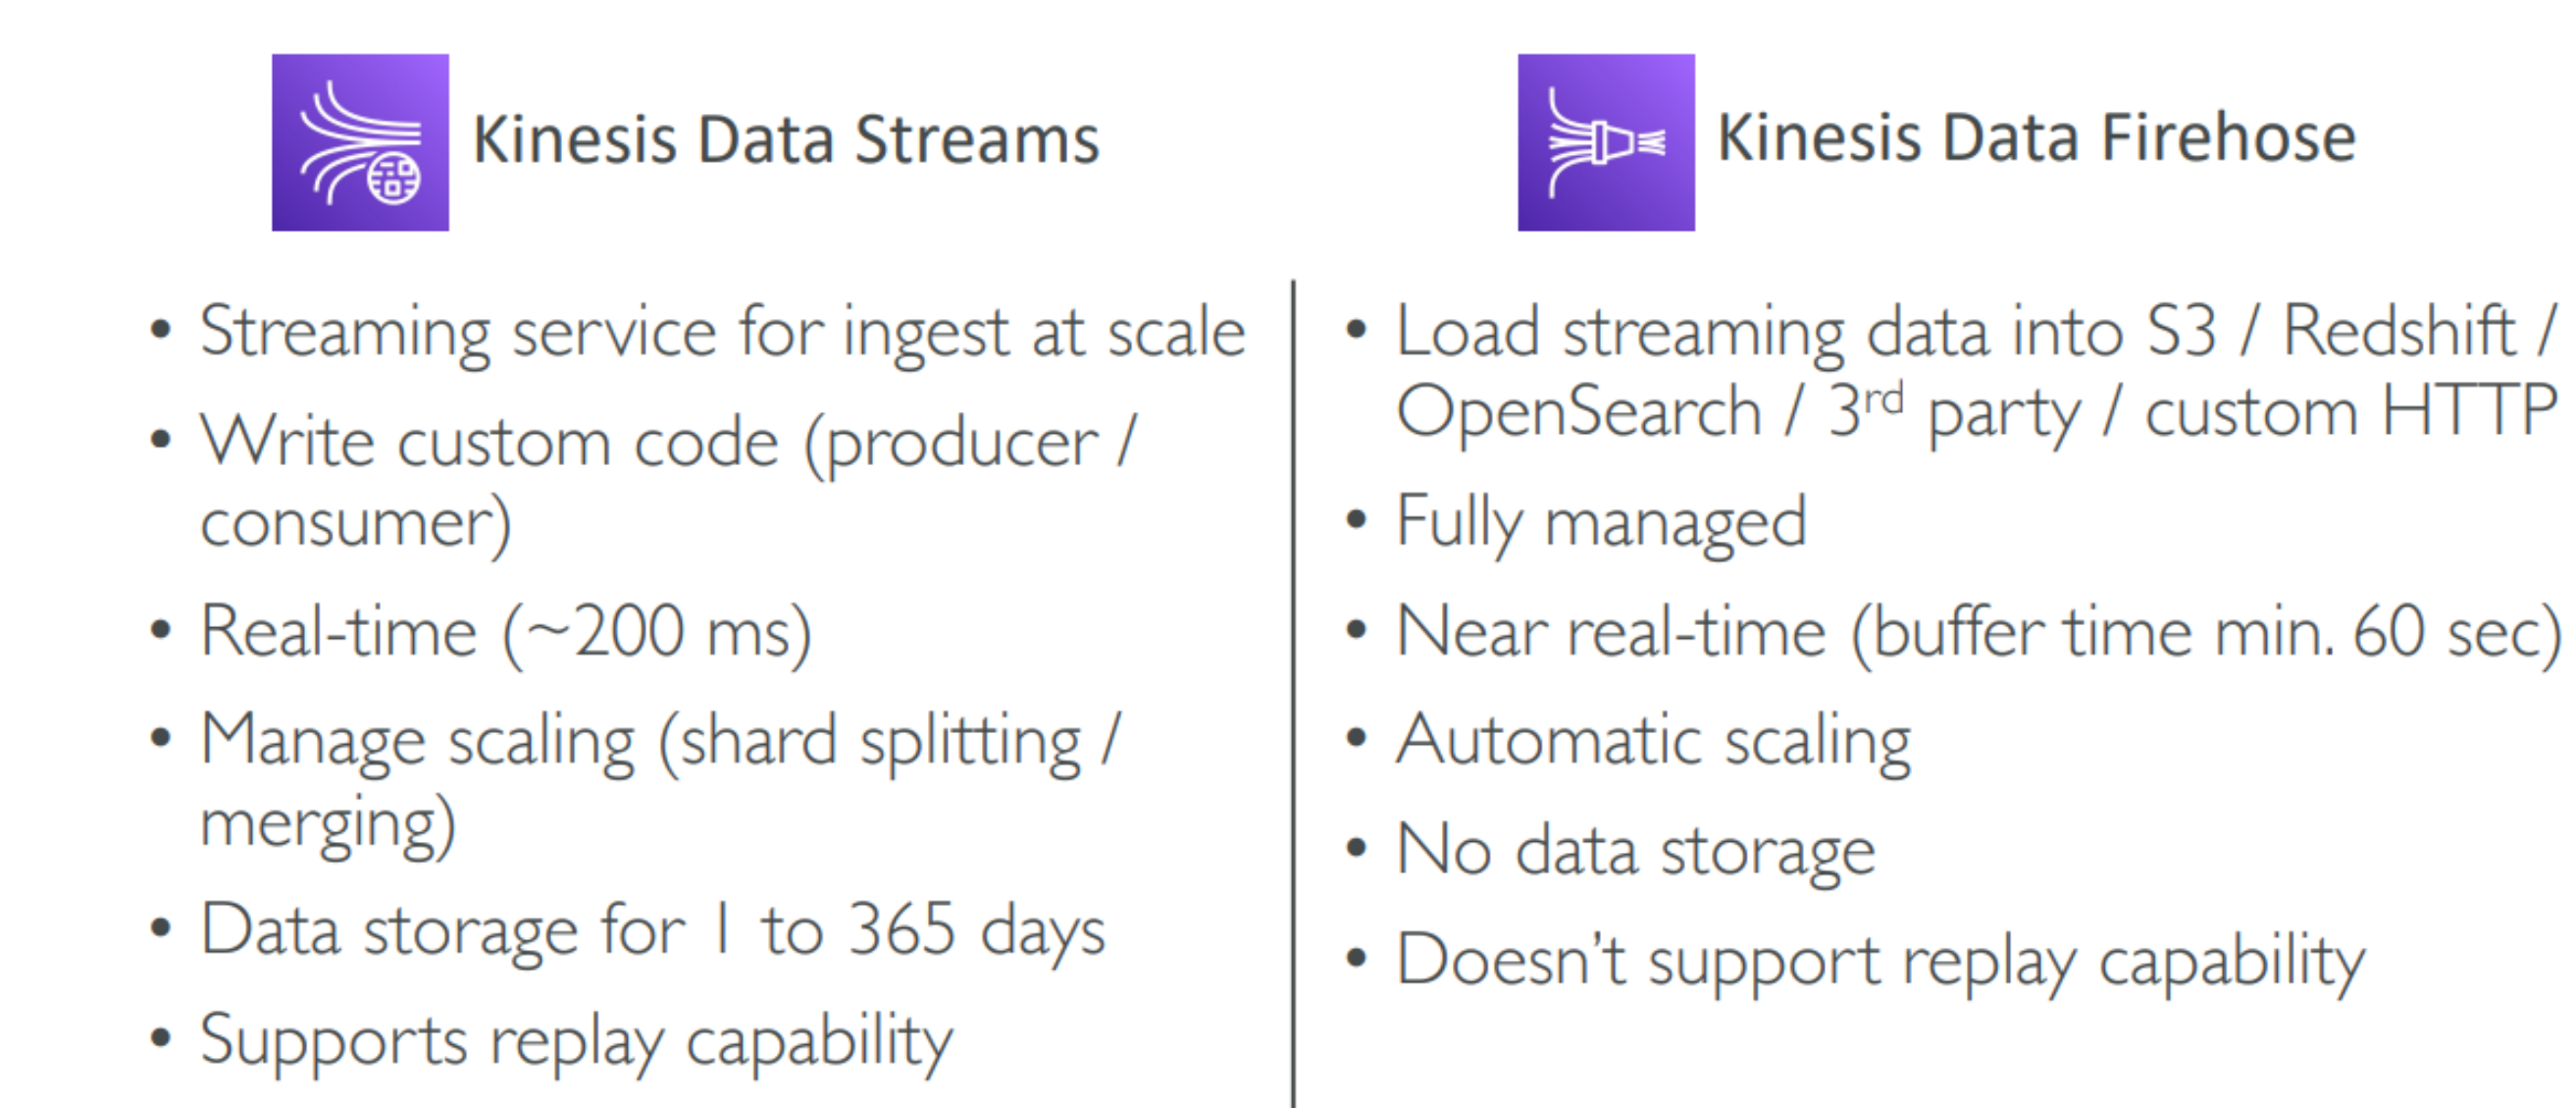 Kinesis Data Streams
• Streaming service for ingest at scale
• Write custom code (producer /
consumer)
• Real-time (~200 ms)
• Manage scaling (shard splitting /
merging)
• Data storage for 1 to 365 days
• Supports replay capability
Kinesis Data Firehose
• Load streaming data into S3 / Redshift /
OpenSearch / 3rd party / custom HTTP
• Fully managed
• Near real-time (buffer time min. 60 sec)
• Automatic scaling
• No data storage
• Doesn't support replay capability